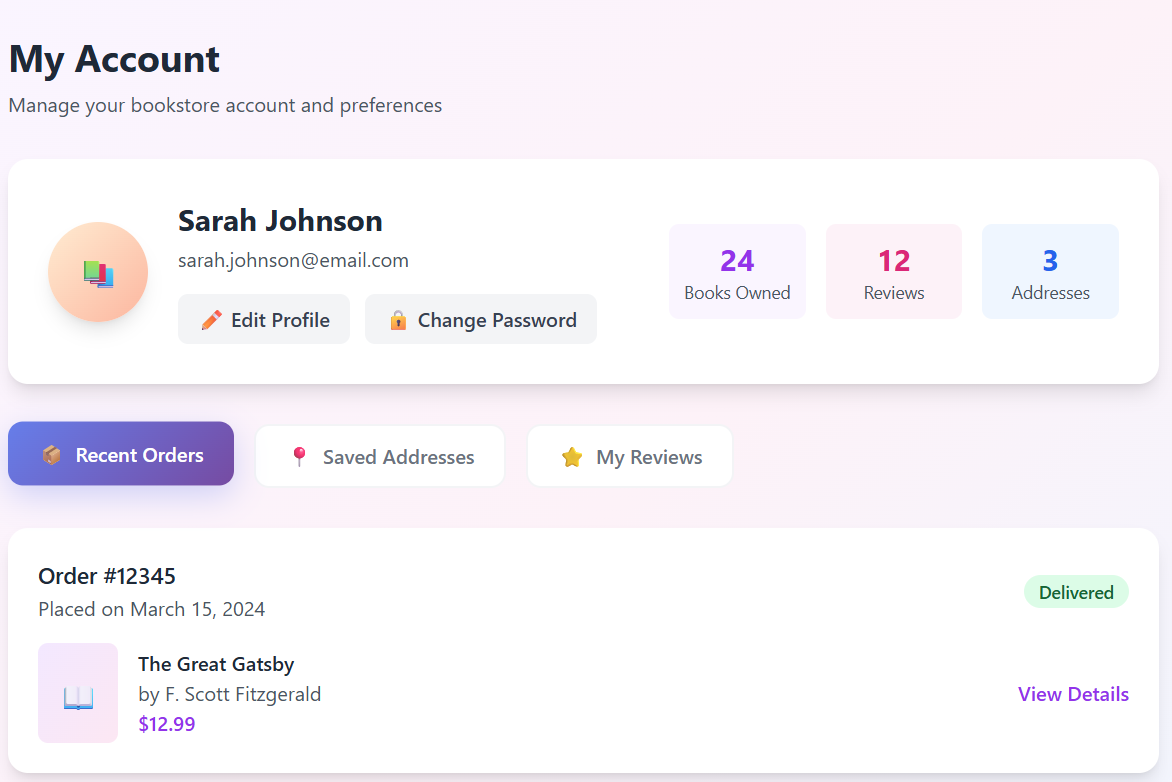 My Account
Manage your bookstore account and preferences
Sarah Johnson
sarah.johnson@email.com
Edit Profile
Change Password
24
Books Owned
12
Reviews
3
Addresses
Recent Orders
Saved Addresses
My Reviews
Order #12345
Placed on March 15, 2024
Delivered
The Great Gatsby
by F. Scott Fitzgerald
$12.99
View Details